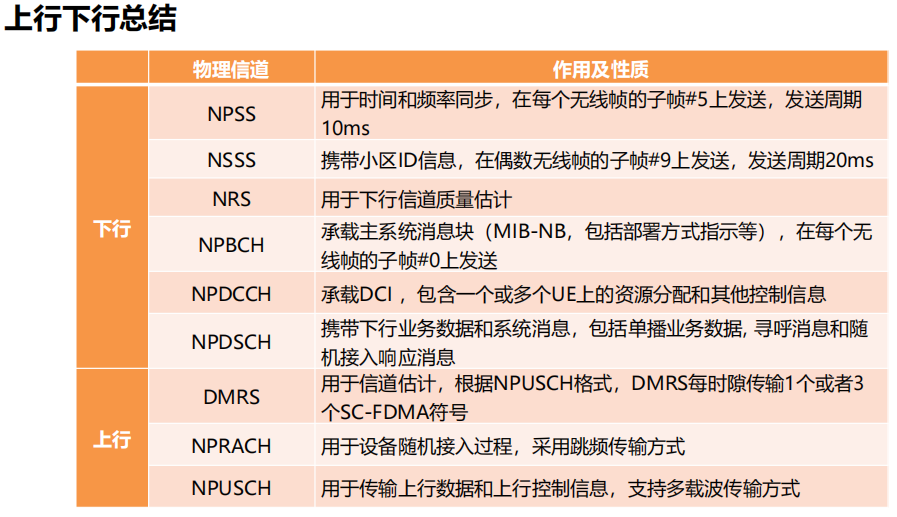 上行下行总结
物理信道 作用及性质
下行
NPSS
用于时间和频率同步，在每个无线帧的子帧#5上发送，发送周期
10ms
NSSS
携带小区ID信息，在偶数无线帧的子帧#9上发送，发送周期20ms
NRS
用于下行信道质量估计
NPBCH
承载主系统消息块（MIB-NB，包括部署方式指示等），在每个无
线帧的子帧#0上发送
NPDCCH
承载DCI ，包含一个或多个UE上的资源分配和其他控制信息
NPDSCH
携带下行业务数据和系统消息，包括单播业务数据, 寻呼消息和随
机接入响应消息
上行
DMRS
用于信道估计，根据NPUSCH格式，DMRS每时隙传输1个或者3
个SC-FDMA符号
NPRACH
用于设备随机接入过程，采用跳频传输方式
NPUSCH
用于传输上行数据和上行控制信息，支持多载波传输方式